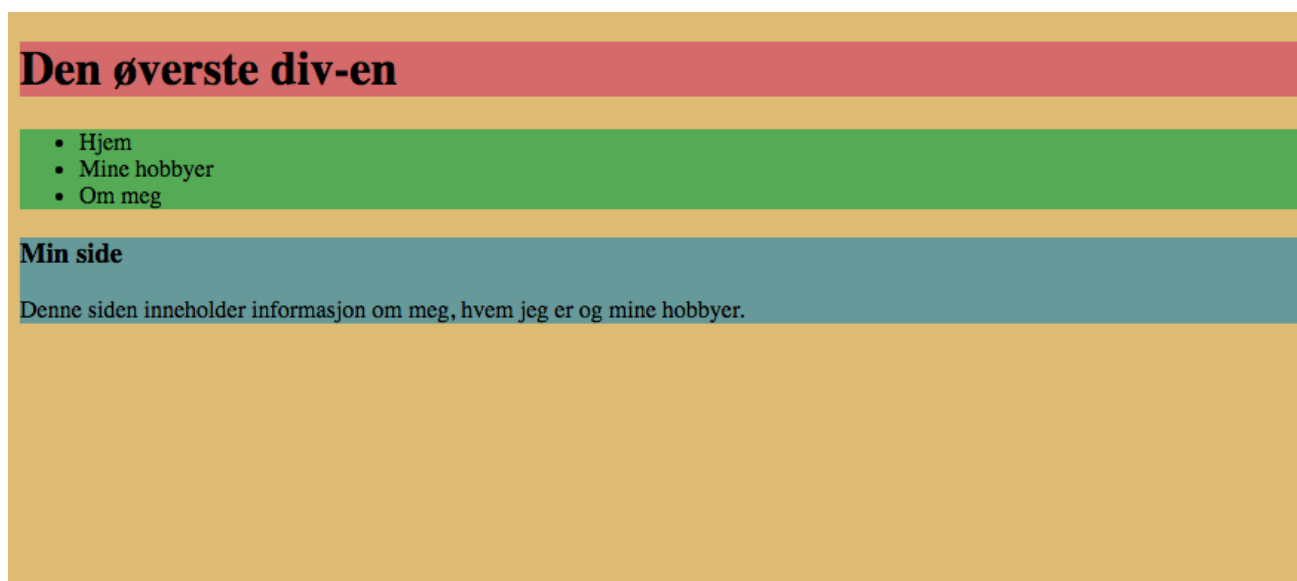 Den øverste div-en
Hjem
Mine hobbyer
Om meg
Min side
Denne siden inneholder informasjon om meg, hvem jeg er og mine hobbyer.